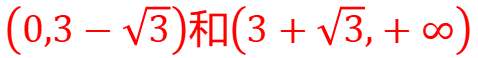 (0,3 − √3)和(3 + √3, + ∞)